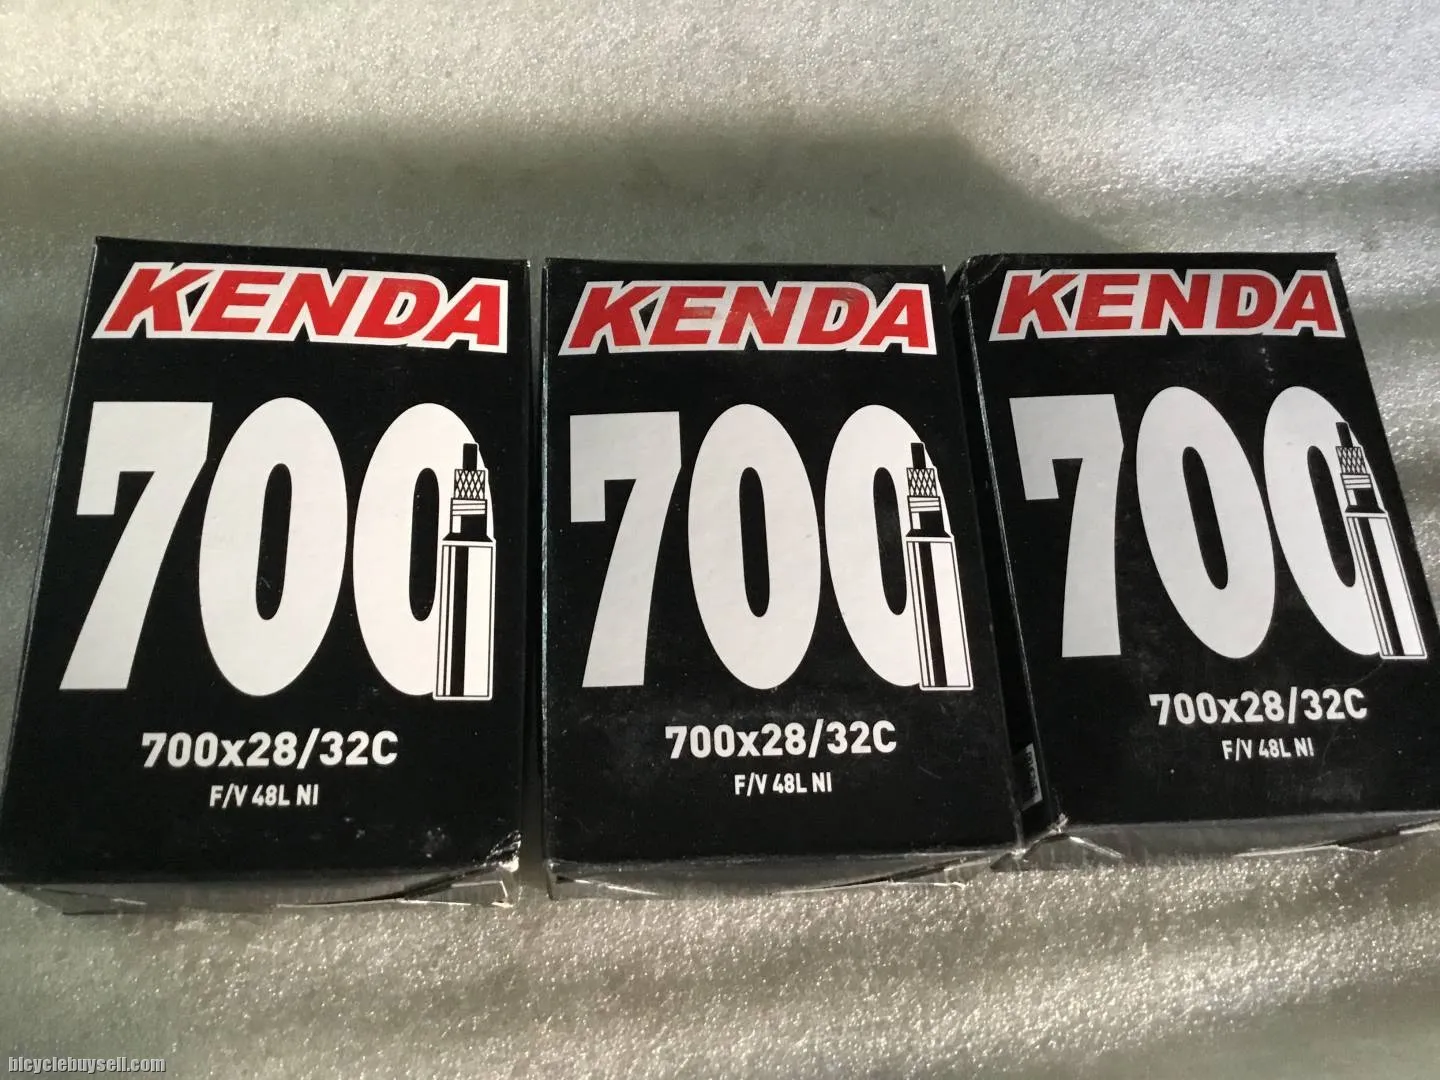 KENDA
700
700x28/32C
F/V 48L NI
KENDA
700
700x28/32C
F/V 48L NI
KENDA
700
700x28/32C
F/V 48L NI
bicyclebuysell.com